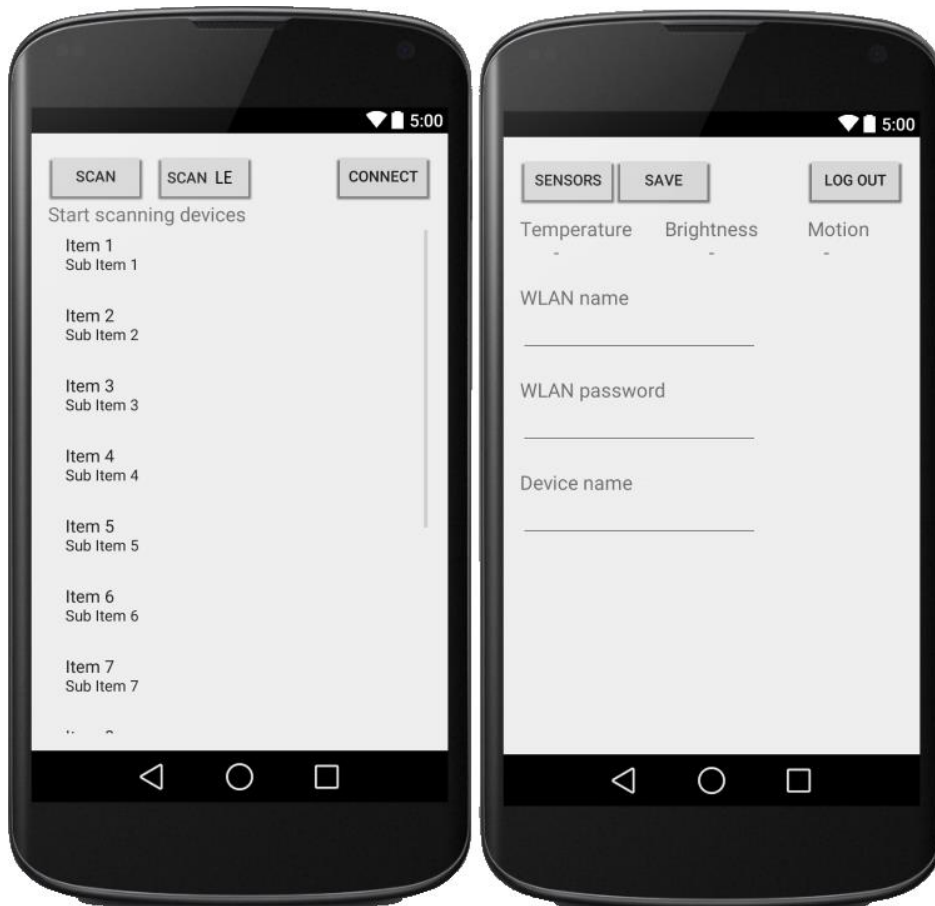 5:00
SCAN SCAN LE CONNECT
Start scanning devices
Item 1
Sub Item 1
Item 2
Sub Item 2
Item 3
Sub Item 3
Item 4
Sub Item 4
Item 5
Sub Item 5
Item 6
Sub Item 6
Item 7
Sub Item 7
5:00
SENSORS SAVE LOG OUT
Temperature Brightness Motion
- - -
WLAN name
WLAN password
Device name